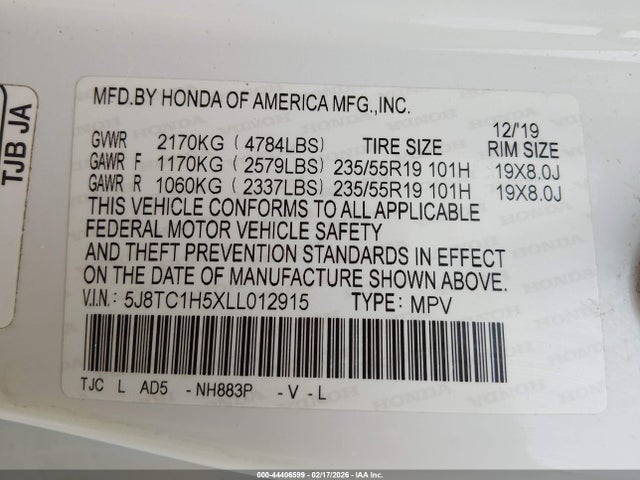 TJB JA
MFD.BY HONDA OF AMERICA MFG.,INC.
12/'19
GVWR 2170KG ( 4784LBS) TIRE SIZE RIM SIZE
GAWR F 1170KG ( 2579LBS) 235/55R19 101H 19X8.0J
GAWR R 1060KG ( 2337LBS) 235/55R19 101H 19X8.0J
THIS VEHICLE CONFORMS TO ALL APPLICABLE
FEDERAL MOTOR VEHICLE SAFETY
AND THEFT PREVENTION STANDARDS IN EFFECT
ON THE DATE OF MANUFACTURE SHOWN ABOVE.
V.I.N.: 5J8TC1H5XLL012915 TYPE: MPV
TJC L AD5 - NH883P - V - L
000-44406599 - 02/17/2026 - IAA Inc.